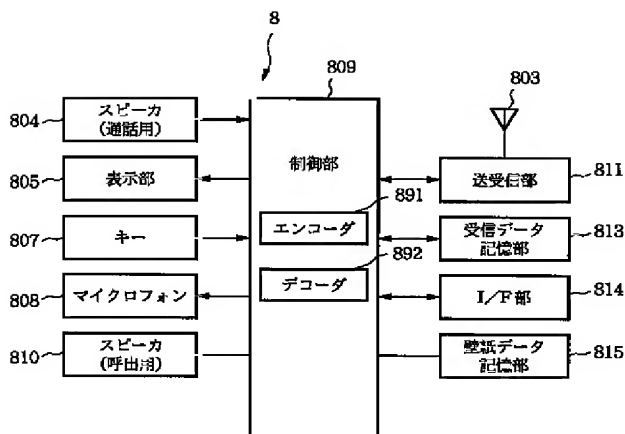 8
809
803
804
スピーカ
(通話用)
制御部
805
表示部
送受信部
811
891
807
キー
エンコーダ
受信データ
記憶部
813
892
808
マイクロフォン
デコーダ
I/F部
814
810
スピーカ
(呼出用)
壁紙データ
記憶部
815